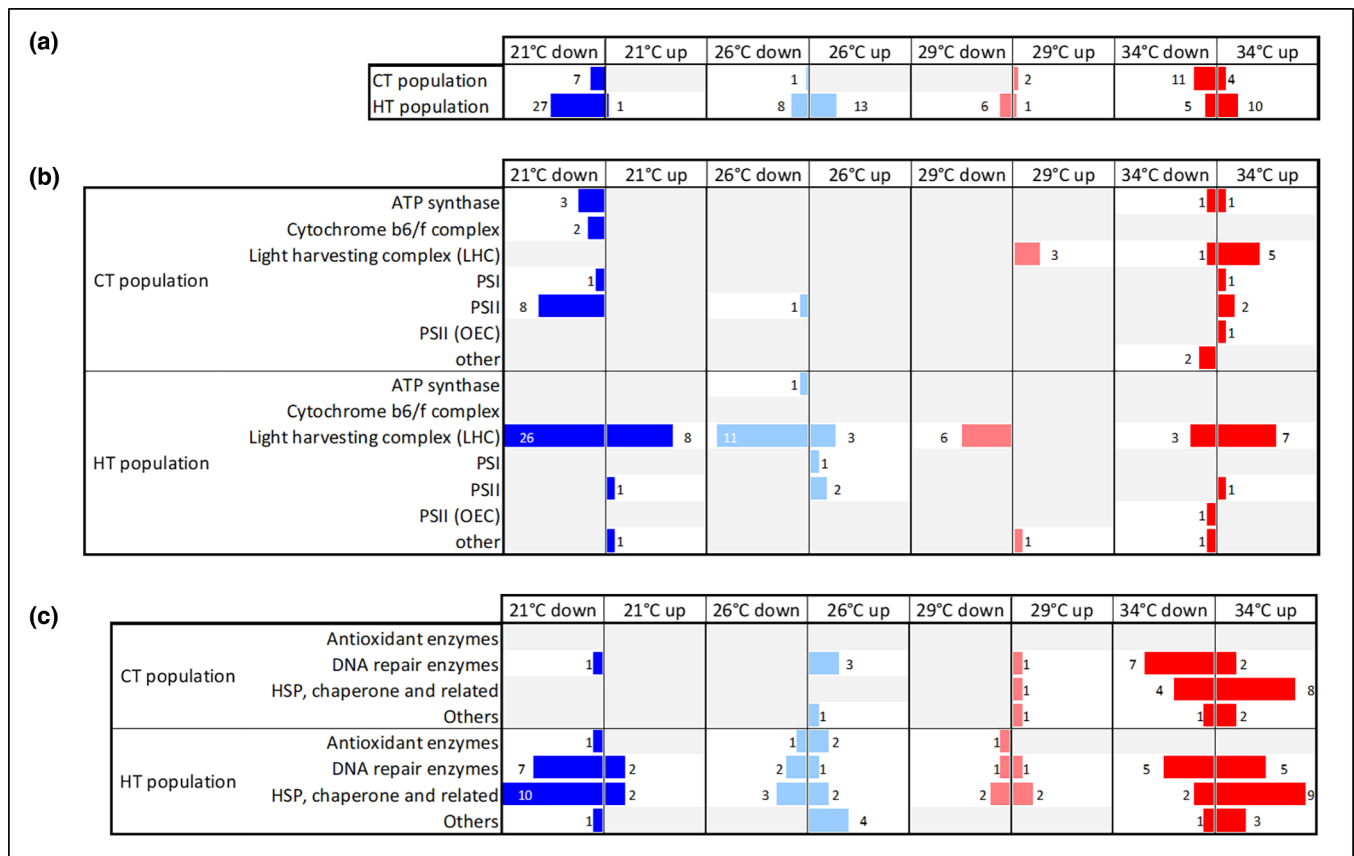 (a)
21°C down 21°C up 26°C down 26°C up 29°C down 29°C up 34°C down 34°C up
CT population 7 1 2 11 4
HT population 27 1 8 13 6 1 5 10
(b)
21°C down 21°C up 26°C down 26°C up 29°C down 29°C up 34°C down 34°C up
ATP synthase 3 1 1
Cytochrome b6/f complex 2
Light harvesting complex (LHC) 3 1 5
CT population PSI 1 1
PSII 8 1 2
PSII (OEC) 1
other 2
ATP synthase 1
Cytochrome b6/f complex
Light harvesting complex (LHC) 26 8 11 3 6 3 7
HT population PSI 1
PSII 1 2 1
PSII (OEC) 1
other 1 1 1
(c)
21°C down 21°C up 26°C down 26°C up 29°C down 29°C up 34°C down 34°C up
Antioxidant enzymes
CT population DNA repair enzymes 1 3 1 7 2
HSP, chaperone and related 1 4 8
Others 1 1 1 2
Antioxidant enzymes 1 1 2 1
HT population DNA repair enzymes 7 2 2 1 1 1 5 5
HSP, chaperone and related 10 2 3 2 2 2 2 9
Others 1 4 1 3